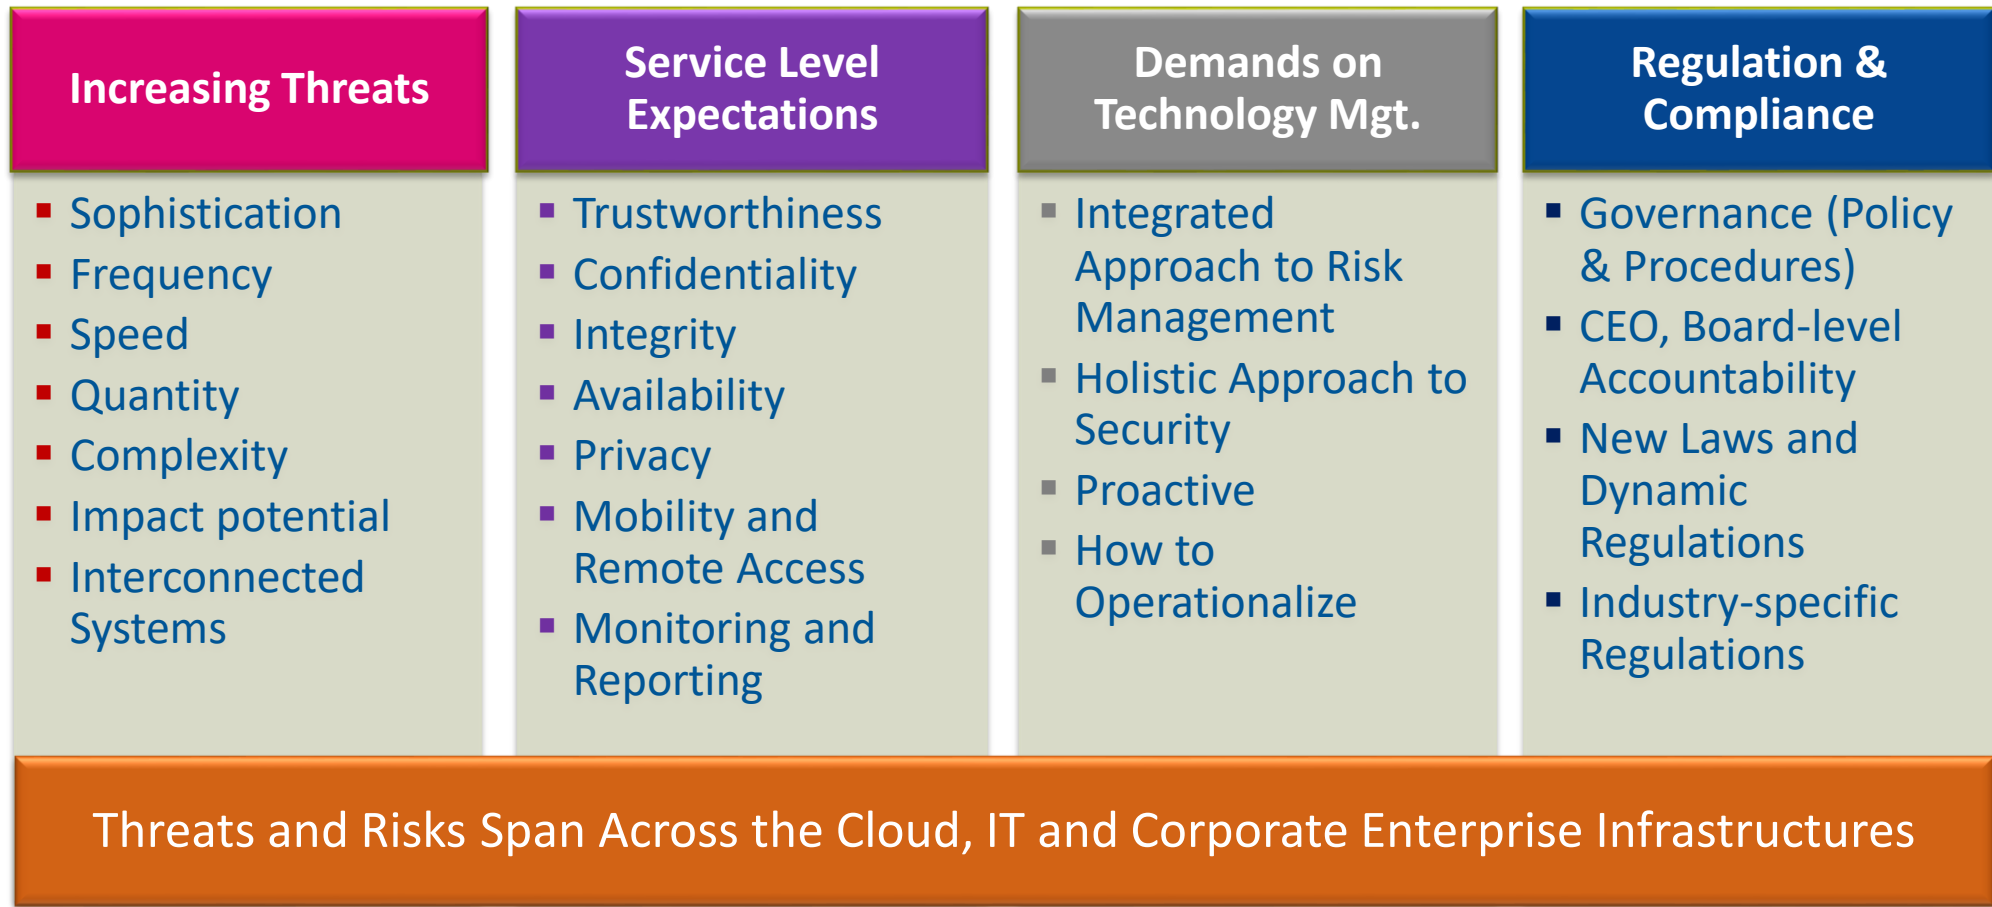 Increasing Threats
Sophistication
Frequency
Speed
Quantity
Complexity
Impact potential
Interconnected
Systems
Service Level
Expectations
Trustworthiness
Confidentiality
Integrity
Availability
Privacy
Mobility and
Remote Access
Monitoring and
Reporting
Demands on
Technology Mgt.
Integrated
Approach to Risk
Management
Holistic Approach to
Security
Proactive
How to
Operationalize
Regulation &
Compliance
Governance (Policy
& Procedures)
CEO, Board-level
Accountability
New Laws and
Dynamic
Regulations
Industry-specific
Regulations
Threats and Risks Span Across the Cloud, IT and Corporate Enterprise Infrastructures